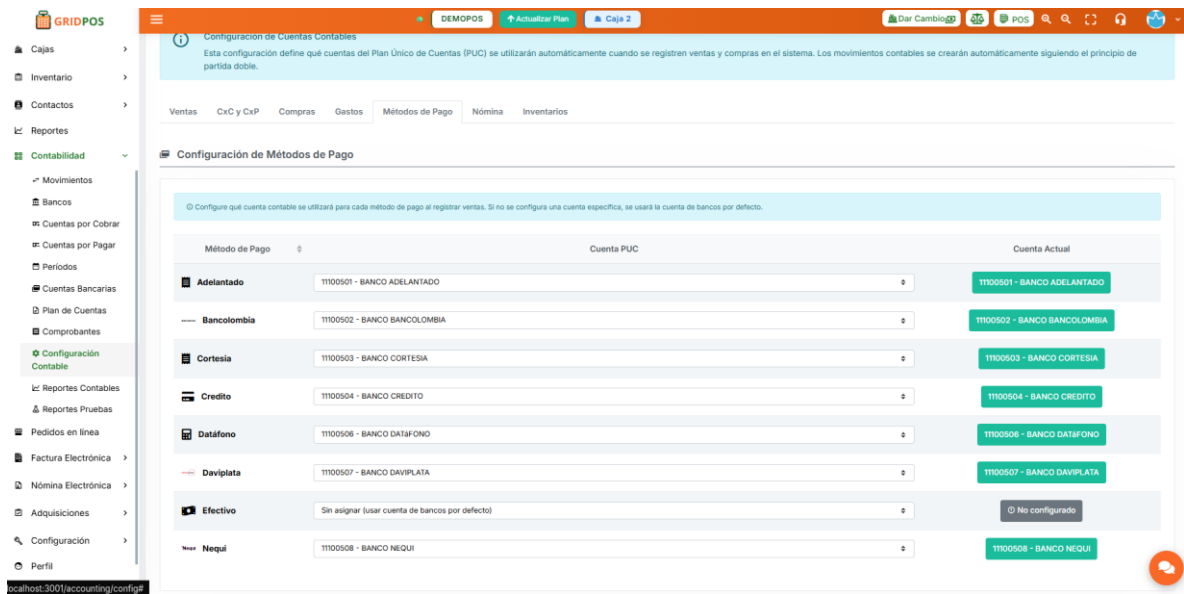 GRIDPOS
DEMOPOS
Actualizar Plan
Caja 2
Dar Cambio
POS
Cajas
Inventario
Contactos
Reportes
Contabilidad
Movimientos
Bancos
Cuentas por Cobrar
Cuentas por Pagar
Períodos
Cuentas Bancarias
Plan de Cuentas
Comprobantes
Configuración
Contable
Reportes Contables
Reportes Pruebas
Pedidos en línea
Factura Electrónica
Nómina Electrónica
Adquisiciones
Configuración
Perfil
localhost:3001/accounting/config#
Configuración de Cuentas Contables
Esta configuración define qué cuentas del Plan Único de Cuentas (PUC) se utilizarán automáticamente cuando se registren ventas y compras en el sistema. Los movimientos contables se crearán automáticamente siguiendo el principio de
partida doble.
Ventas CxC y CxP Compras Gastos Métodos de Pago Nómina Inventarios
Configuración de Métodos de Pago
Configure qué cuenta contable se utilizará para cada método de pago al registrar ventas. Si no se configura una cuenta específica, se usará la cuenta de bancos por defecto.
Método de Pago Cuenta PUC Cuenta Actual
Adelantado 11100501 - BANCO ADELANTADO 11100501 - BANCO ADELANTADO
Bancolombia 11100502 - BANCO BANCOLOMBIA 11100502 - BANCO BANCOLOMBIA
Cortesía 11100503 - BANCO CORTESIA 11100503 - BANCO CORTESIA
Credito 11100504 - BANCO CREDITO 11100504 - BANCO CREDITO
Datáfono 11100506 - BANCO DATáFONO 11100506 - BANCO DATáFONO
Daviplata 11100507 - BANCO DAVIPLATA 11100507 - BANCO DAVIPLATA
Efectivo Sin asignar (usar cuenta de bancos por defecto) No configurado
Nequi 11100508 - BANCO NEQUI 11100508 - BANCO NEQUI